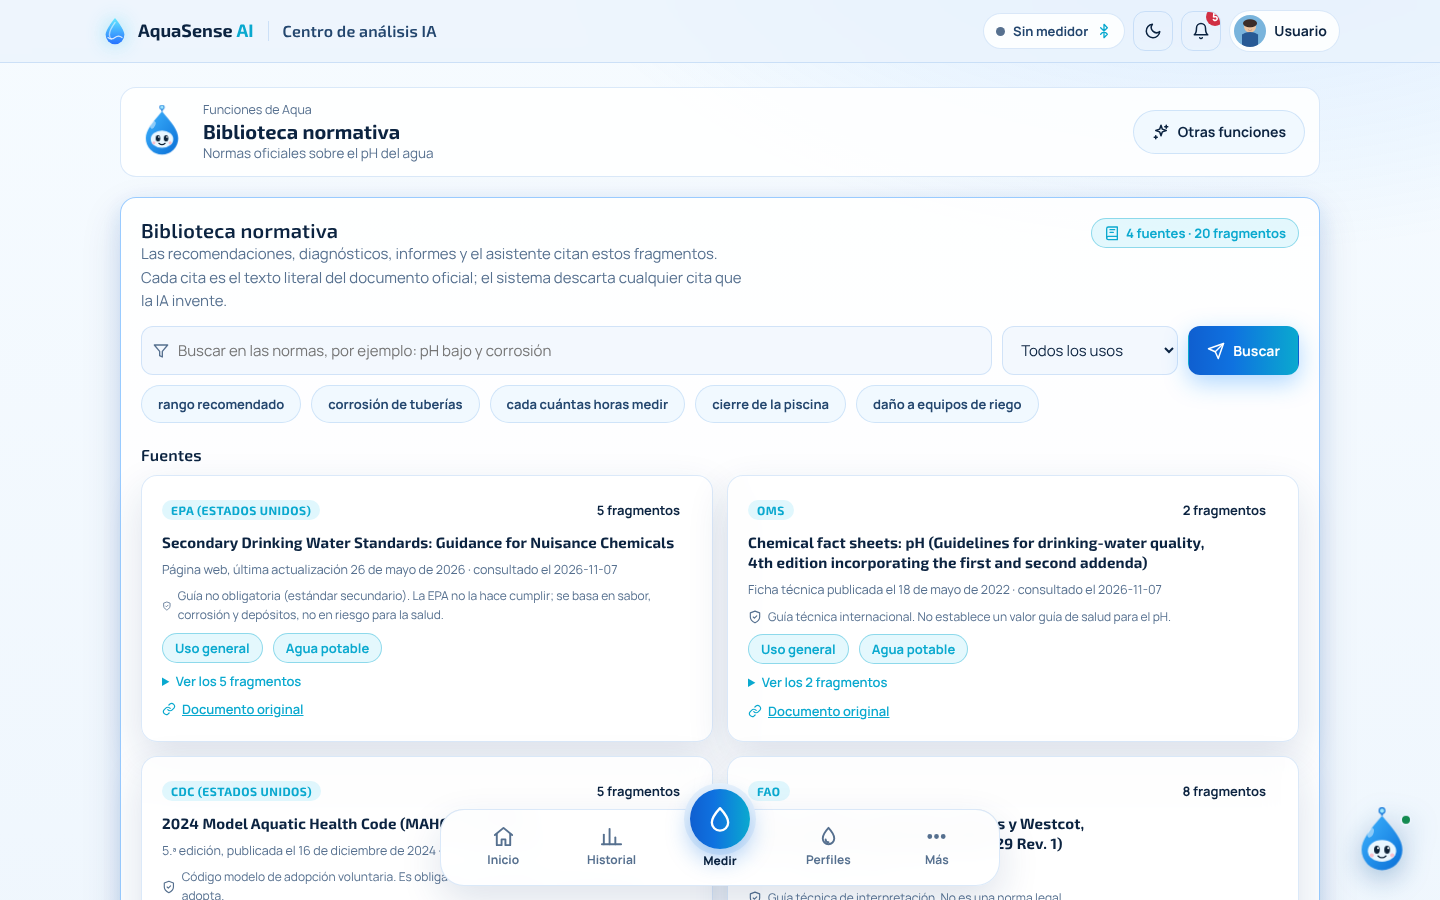 AquaSense AI
Centro de análisis IA
Sin medidor
5
Usuario
Funciones de Aqua
Biblioteca normativa
Normas oficiales sobre el pH del agua
Otras funciones
Biblioteca normativa
4 fuentes · 20 fragmentos
Las recomendaciones, diagnósticos, informes y el asistente citan estos fragmentos.
Cada cita es el texto literal del documento oficial; el sistema descarta cualquier cita que
la IA invente.
Buscar en las normas, por ejemplo: pH bajo y corrosión
Todos los usos
Buscar
rango recomendado
corrosión de tuberías
cada cuántas horas medir
cierre de la piscina
daño a equipos de riego
Fuentes
EPA (ESTADOS UNIDOS)
5 fragmentos
Secondary Drinking Water Standards: Guidance for Nuisance Chemicals
Página web, última actualización 26 de mayo de 2026 · consultado el 2026-11-07
Guía no obligatoria (estándar secundario). La EPA no la hace cumplir; se basa en sabor,
corrosión y depósitos, no en riesgo para la salud.
Uso general
Agua potable
Ver los 5 fragmentos
Documento original
OMS
2 fragmentos
Chemical fact sheets: pH (Guidelines for drinking-water quality,
4th edition incorporating the first and second addenda)
Ficha técnica publicada el 18 de mayo de 2022 · consultado el 2026-11-07
Guía técnica internacional. No establece un valor guía de salud para el pH.
Uso general
Agua potable
Ver los 2 fragmentos
Documento original
CDC (ESTADOS UNIDOS)
5 fragmentos
2024 Model Aquatic Health Code (MAHC
5.ª edición, publicada el 16 de diciembre de 2024 ·
Código modelo de adopción voluntaria. Es obliga
adopta.
FAO
8 fragmentos
s y Westcot,
29 Rev. 1)
Guía técnica de interpretación. No es una norma legal.
Inicio
Historial
Medir
Perfiles
Más